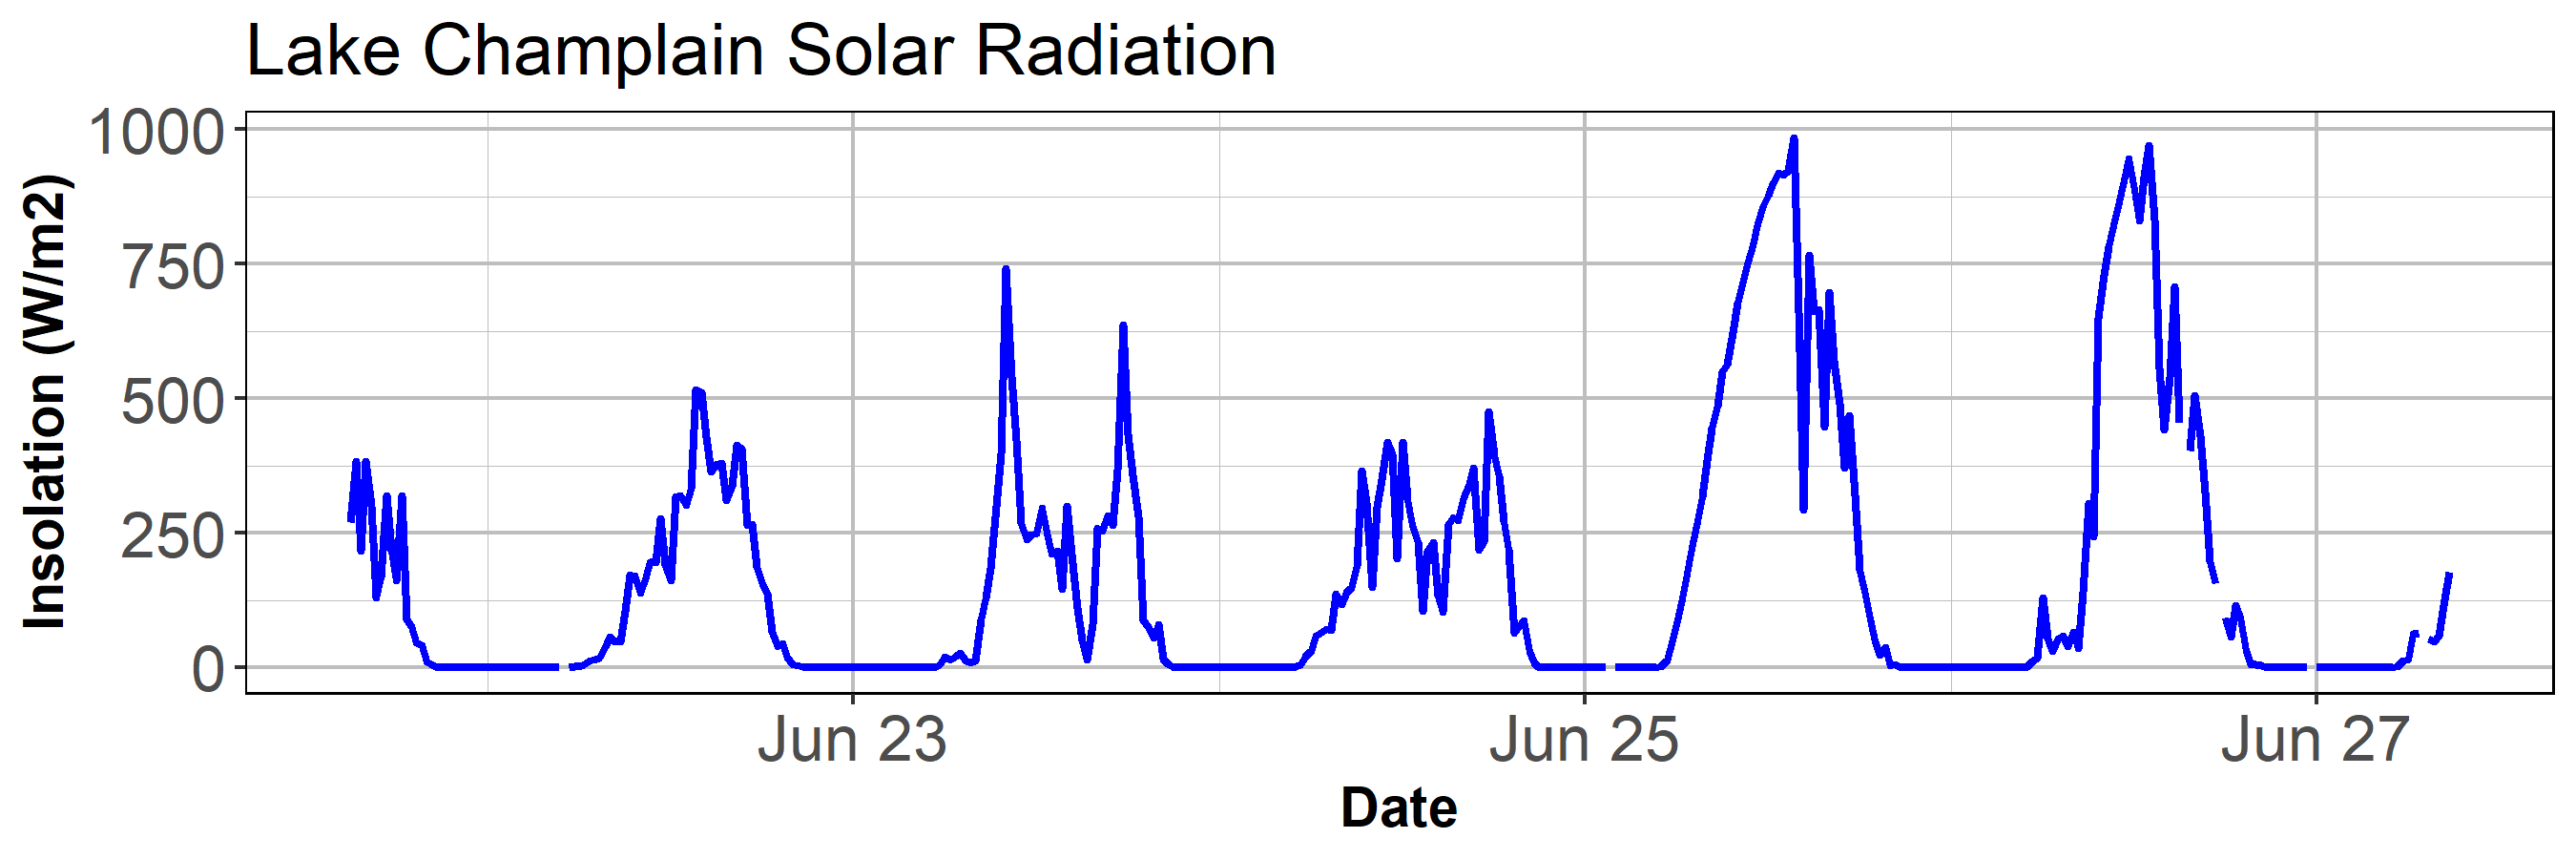 Lake Champlain Solar Radiation
Insolation (W/m2)
1000
750
500
250
0
Jun 23
Jun 25
Jun 27
Date